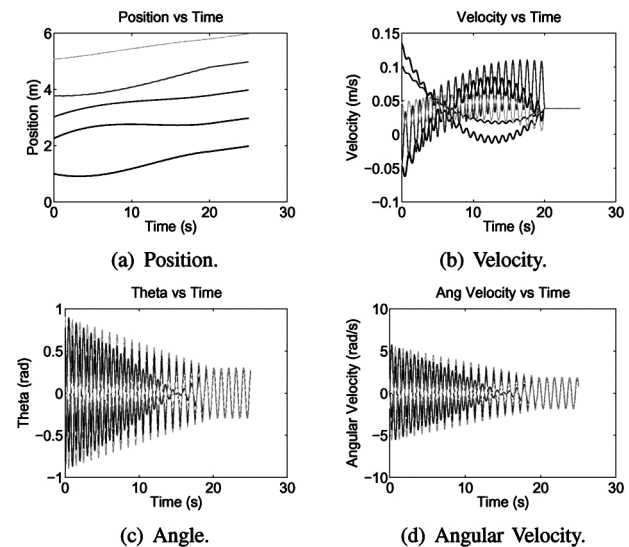 Position vs Time
6
4
2
0
0
10
20
30
Position (m)
Time (s)
(a) Position.
Velocity vs Time
0.15
0.1
0.05
0
−0.05
−0.1
0
10
20
30
Velocity (m/s)
Time (s)
(b) Velocity.
Theta vs Time
1
0.5
0
−0.5
−1
0
10
20
30
Theta (rad)
Time (s)
(c) Angle.
Ang Velocity vs Time
10
5
0
−5
−10
0
10
20
30
Angular Velocity (rad/s)
Time (s)
(d) Angular Velocity.